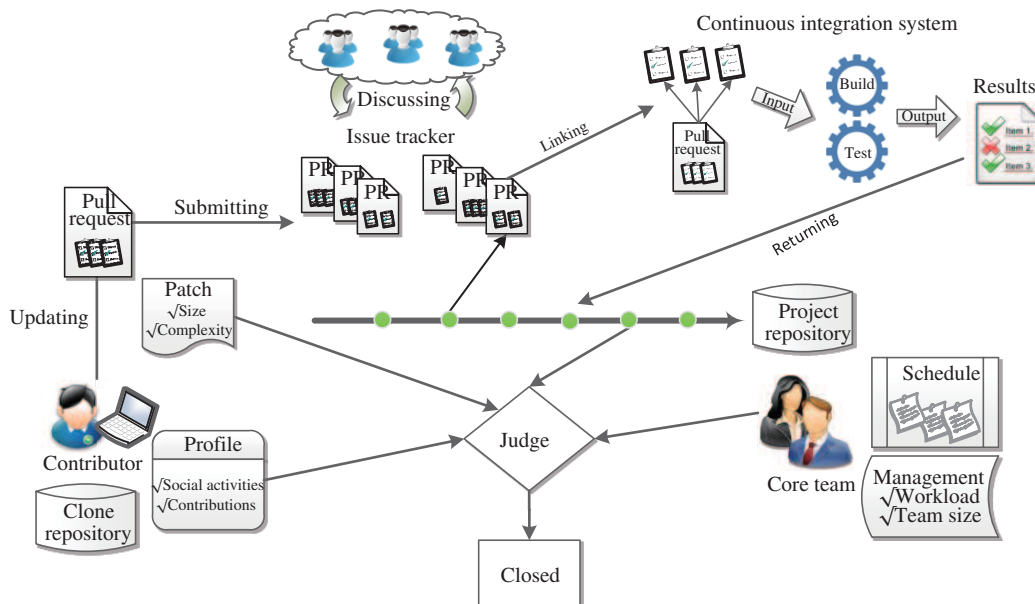 Continuous integration system
Discussing
Issue tracker
Linking
Input
Build
Test
Output
Results
Item 1
Item 2
Item 3
Pull
request
PR
PR
PR
PR
PR
PR
Pull
request
Submitting
Returning
Updating
Patch
√Size
√Complexity
Project
repository
Schedule
Contributor
Profile
√Social activities
√Contributions
Clone
repository
Judge
Core team
Management
√Workload
√Team size
Closed